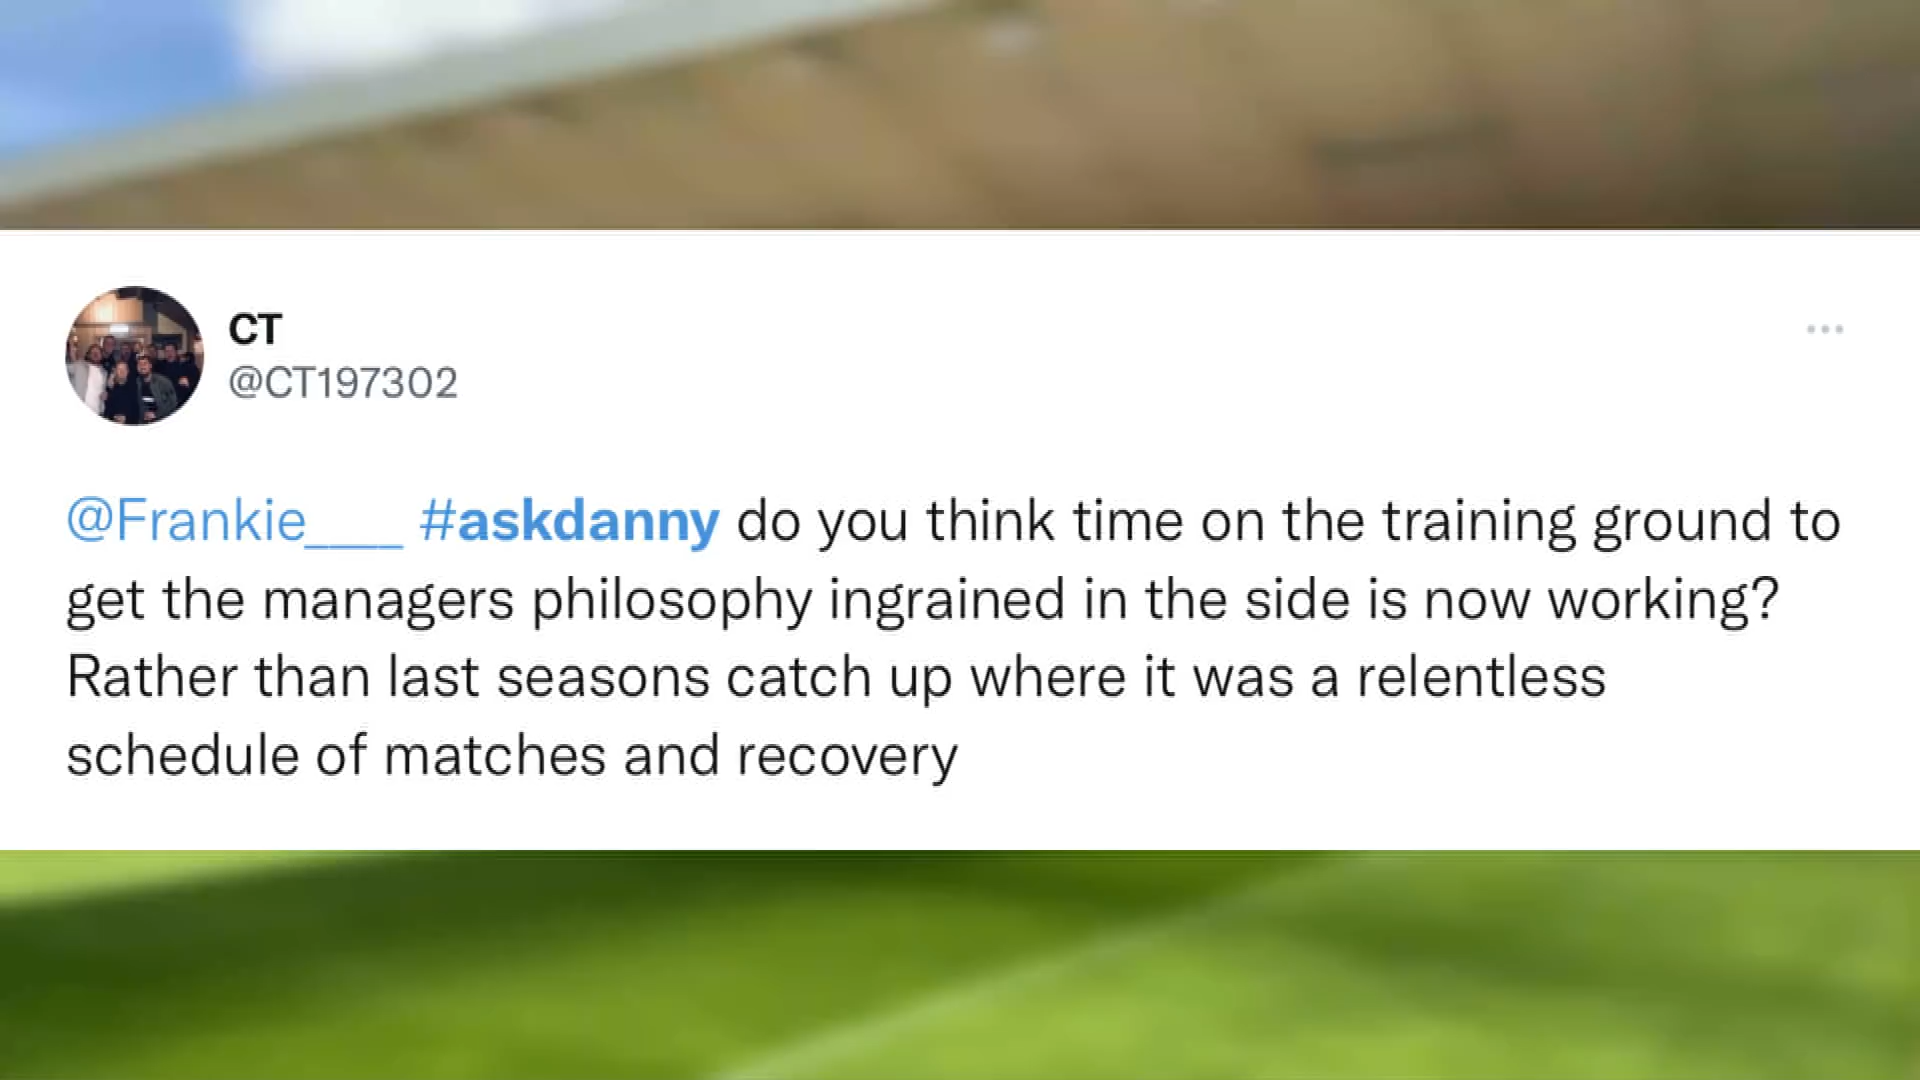 CT
@CT197302
@Frankie____ #askdanny do you think time on the training ground to
get the managers philosophy ingrained in the side is now working?
Rather than last seasons catch up where it was a relentless
schedule of matches and recovery